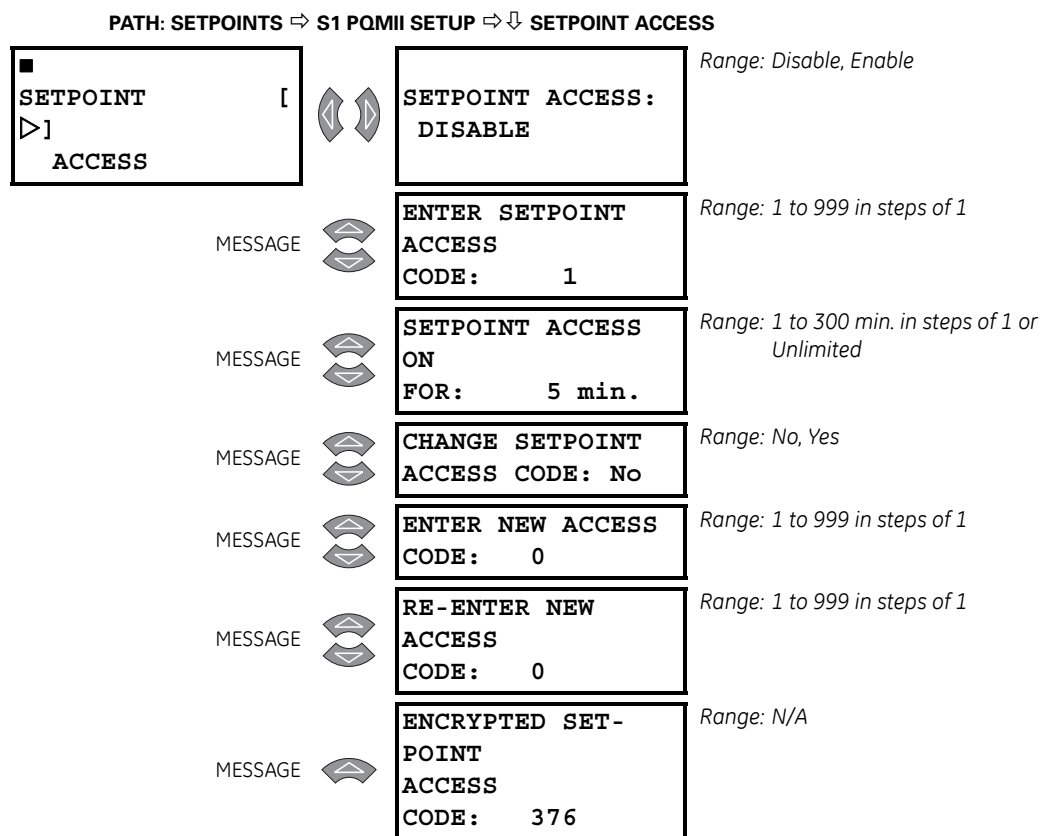 PATH: SETPOINTS ⇨ S1 PQMII SETUP ⇨⇩ SETPOINT ACCESS
■
SETPOINT [
▷]
ACCESS
SETPOINT ACCESS:
DISABLE
Range: Disable, Enable
MESSAGE
ENTER SETPOINT
ACCESS
CODE: 1
Range: 1 to 999 in steps of 1
MESSAGE
SETPOINT ACCESS
ON
FOR: 5 min.
Range: 1 to 300 min. in steps of 1 or
Unlimited
MESSAGE
CHANGE SETPOINT
ACCESS CODE: No
Range: No, Yes
MESSAGE
ENTER NEW ACCESS
CODE: 0
Range: 1 to 999 in steps of 1
MESSAGE
RE-ENTER NEW
ACCESS
CODE: 0
Range: 1 to 999 in steps of 1
MESSAGE
ENCRYPTED SET-
POINT
ACCESS
CODE: 376
Range: N/A